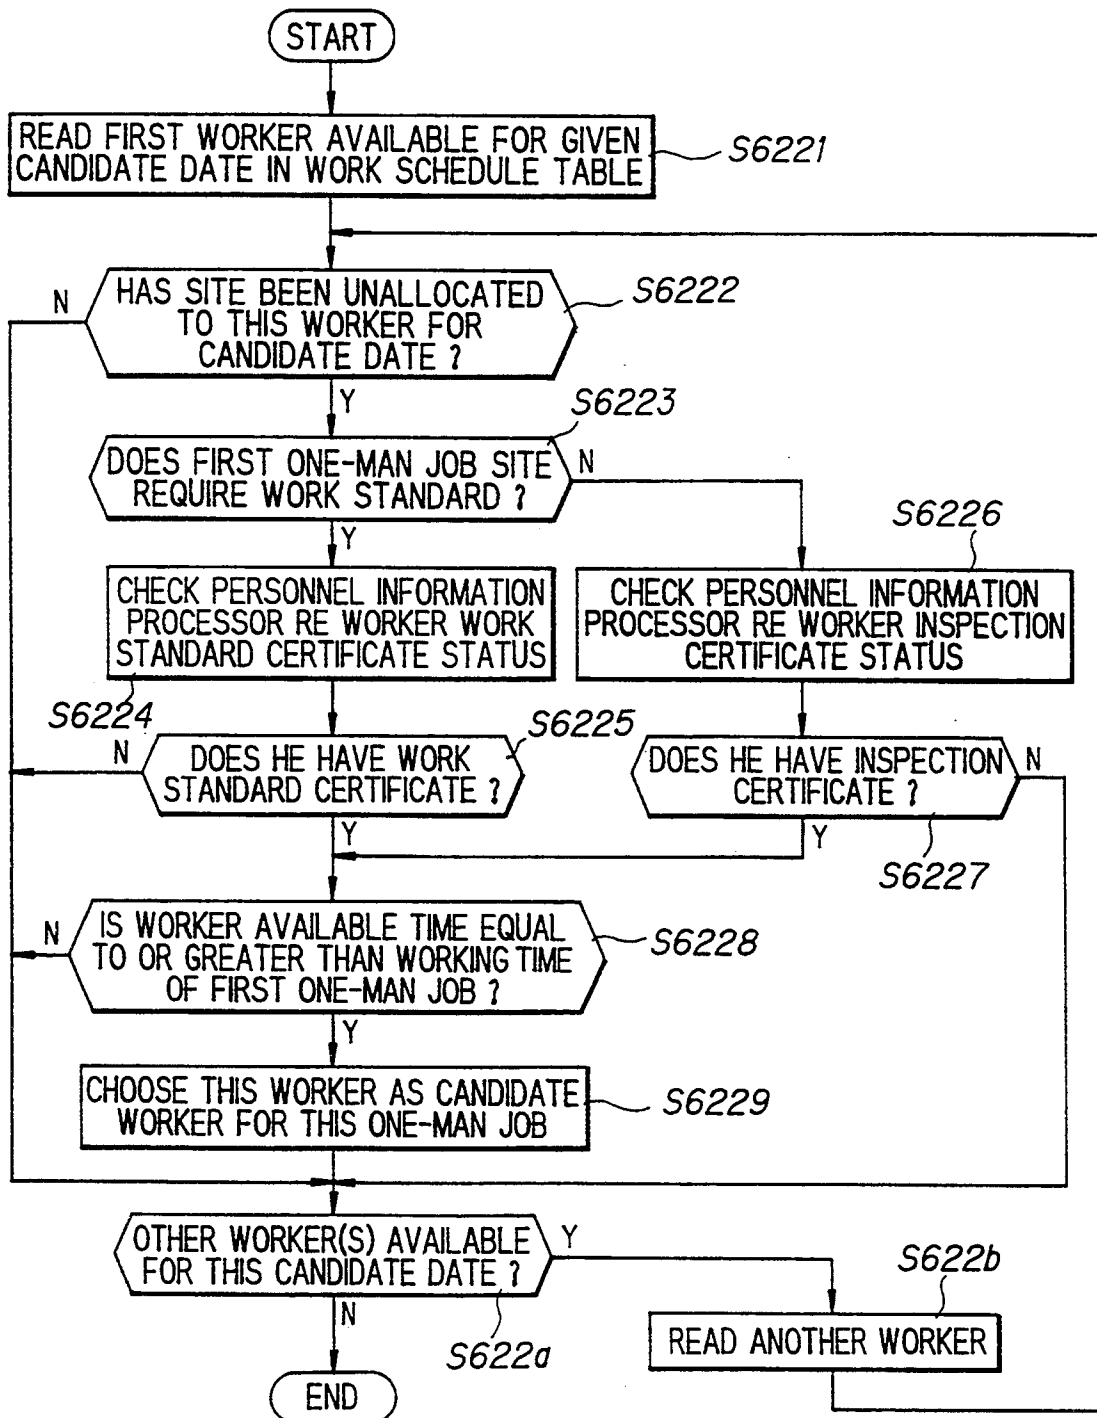 START
READ FIRST WORKER AVAILABLE FOR GIVEN
CANDIDATE DATE IN WORK SCHEDULE TABLE
S6221
HAS SITE BEEN UNALLOCATED
TO THIS WORKER FOR
CANDIDATE DATE ?
S6222
N
Y
S6223
DOES FIRST ONE-MAN JOB SITE
REQUIRE WORK STANDARD ?
N
Y
S6226
CHECK PERSONNEL INFORMATION
PROCESSOR RE WORKER WORK
STANDARD CERTIFICATE STATUS
CHECK PERSONNEL INFORMATION
PROCESSOR RE WORKER INSPECTION
CERTIFICATE STATUS
S6224
S6225
N
DOES HE HAVE WORK
STANDARD CERTIFICATE ?
Y
DOES HE HAVE INSPECTION
CERTIFICATE ?
N
Y
S6227
N
IS WORKER AVAILABLE TIME EQUAL
TO OR GREATER THAN WORKING TIME
OF FIRST ONE-MAN JOB ?
S6228
Y
CHOOSE THIS WORKER AS CANDIDATE
WORKER FOR THIS ONE-MAN JOB
S6229
OTHER WORKER(S) AVAILABLE
FOR THIS CANDIDATE DATE ?
Y
N
S622a
S622b
READ ANOTHER WORKER
END